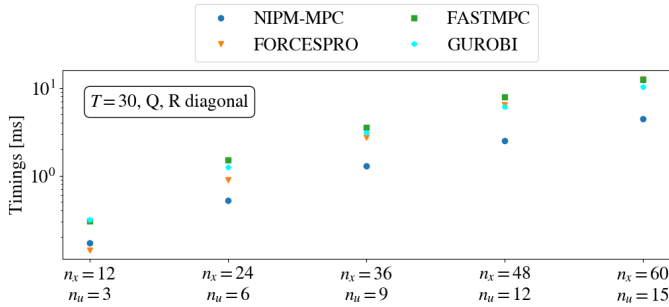 NIPM-MPC FASTMPC
FORCESPRO GUROBI
T = 30, Q, R diagonal
Timings [ms]
10¹
10⁰
nₓ = 12 nₓ = 24 nₓ = 36 nₓ = 48 nₓ = 60
nᵤ = 3 nᵤ = 6 nᵤ = 9 nᵤ = 12 nᵤ = 15